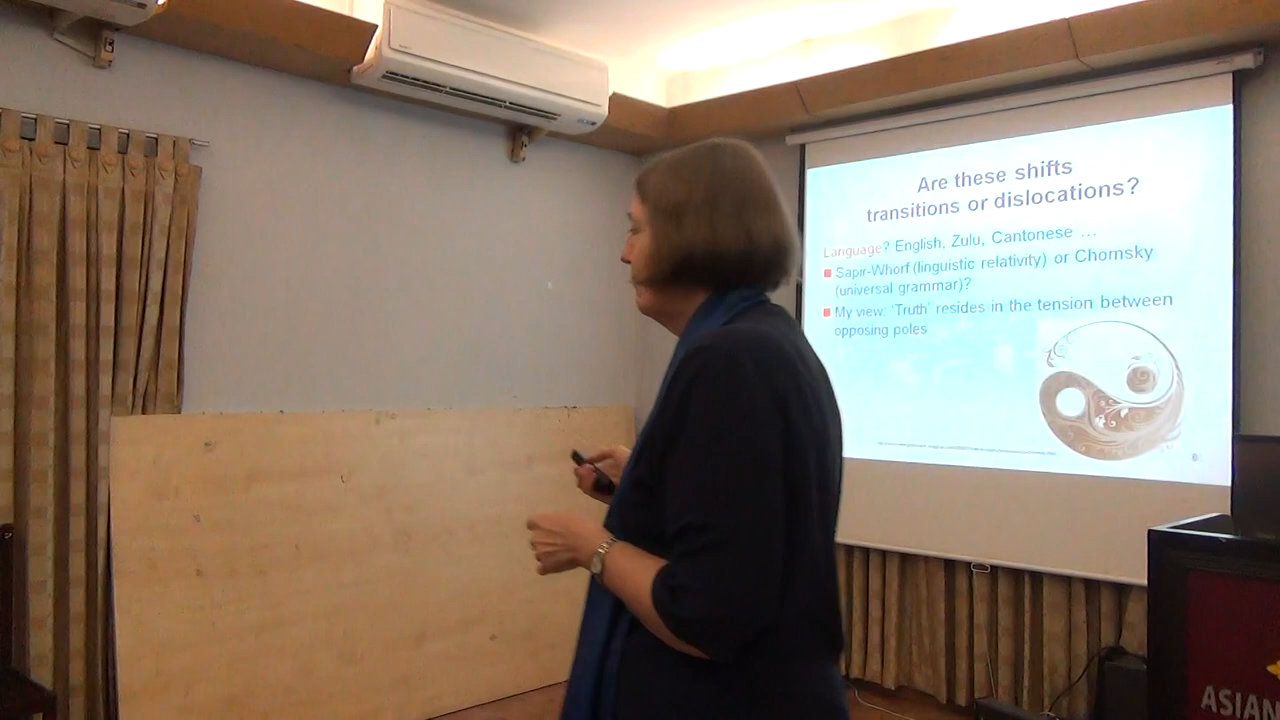 Are these shifts
transitions or dislocations?
Language? English, Zulu, Cantonese ...
Sapir-Whorf (linguistic relativity) or Chomsky
(universal grammar)?
My view: ‘Truth’ resides in the tension between
opposing poles
8
ASIAN